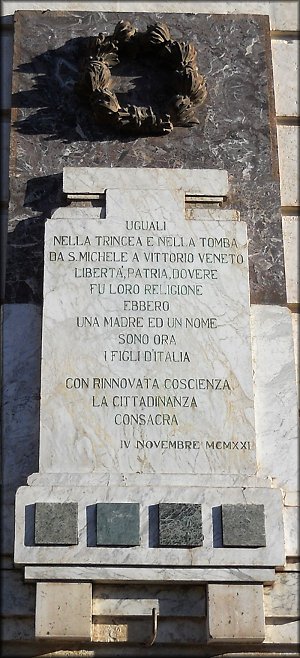 UGUALI
NELLA TRINCEA E NELLA TOMBA
DA S. MICHELE A VITTORIO VENETO
LIBERTÁ, PATRIA, DOVERE
FU LORO RELIGIONE
EBBERO
UNA MADRE ED UN NOME
SONO ORA
I FIGLI D'ITALIA
CON RINNOVATA COSCIENZA
LA CITTADINANZA
CONSACRA
IV NOVEMBRE MCMXXI